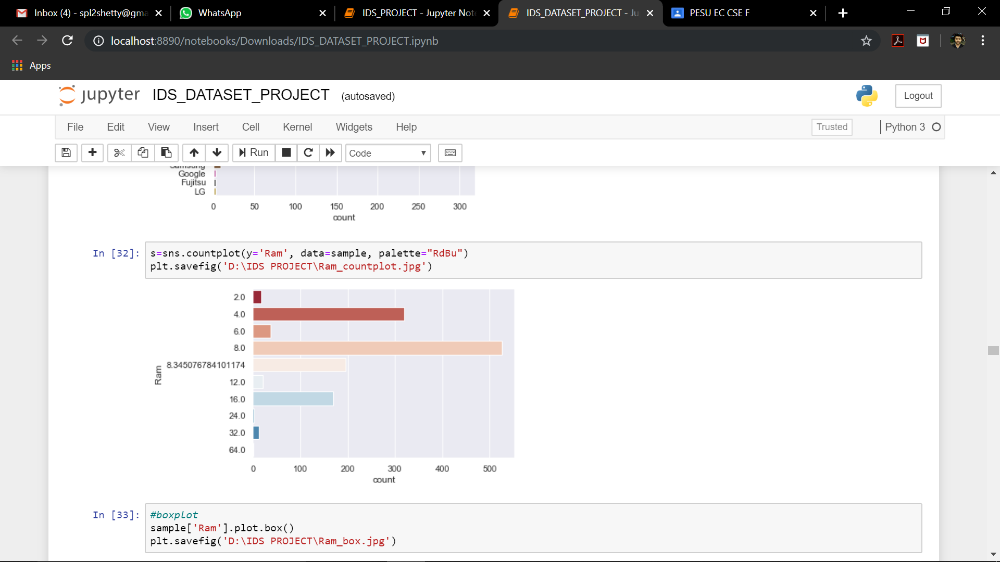 Inbox (4) - spl2shetty@gma
WhatsApp
IDS_PROJECT - Jupyter Not
IDS_DATASET_PROJECT - Ju
PESU EC CSE F
localhost:8890/notebooks/Downloads/IDS_DATASET_PROJECT.ipynb
Apps
jupyter IDS_DATASET_PROJECT (autosaved)
Logout
File Edit View Insert Cell Kernel Widgets Help
Trusted
Python 3
Run
Code
Samsung
Google
Fujitsu
LG
0 50 100 150 200 250 300
count
In [32]:
s=sns.countplot(y='Ram', data=sample, palette="RdBu")
plt.savefig('D:\IDS PROJECT\Ram_countplot.jpg')
2.0
4.0
6.0
8.0
8.345076784101174
Ram
12.0
16.0
24.0
32.0
64.0
0 100 200 300 400 500
count
In [33]:
#boxplot
sample['Ram'].plot.box()
plt.savefig('D:\IDS PROJECT\Ram_box.jpg')